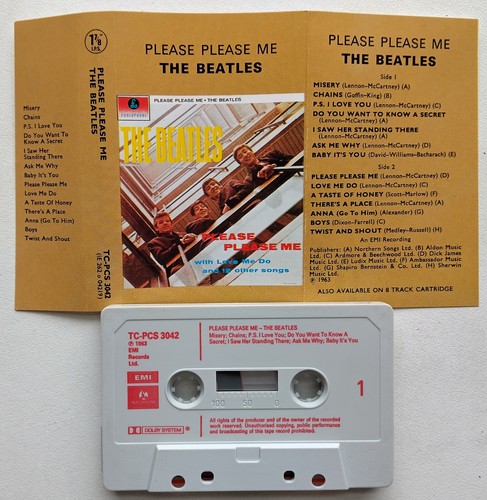 1⅞ I.P.S.
PLEASE PLEASE ME
THE BEATLES
Misery
Chains
P.S. I Love You
Do You Want To
Know A Secret
I Saw Her
Standing There
Ask Me Why
Baby It's You
Please Please Me
Love Me Do
A Taste Of Honey
There's A Place
Anna (Go To Him)
Boys
Twist And Shout
TC-PCS 3042
PLEASE PLEASE ME
THE BEATLES
PARLOPHONE
PLEASE PLEASE ME • THE BEATLES
THE BEATLES
PLEASE
PLEASE ME
with Love Me Do
and 12 other songs
PLEASE PLEASE ME
THE BEATLES
Side 1
MISERY (Lennon–McCartney) (A)
CHAINS (Goffin–King) (B)
P.S. I LOVE YOU (Lennon–McCartney) (C)
DO YOU WANT TO KNOW A SECRET
(Lennon–McCartney) (A)
I SAW HER STANDING THERE
(Lennon–McCartney) (A)
ASK ME WHY (Lennon–McCartney) (D)
BABY IT'S YOU (David–Williams–Bacharach) (E)
Side 2
PLEASE PLEASE ME (Lennon–McCartney) (D)
LOVE ME DO (Lennon–McCartney) (C)
A TASTE OF HONEY (Scott–Marlow) (F)
THERE'S A PLACE (Lennon–McCartney) (A)
ANNA (Go To Him) (Alexander) (G)
BOYS (Dixon–Farrell) (C)
TWIST AND SHOUT (Medley–Russell) (H)
An EMI Recording
Publishers: (A) Northern Songs Ltd. (B) Aldon Music
Ltd. (C) Ardmore & Beechwood Ltd. (D) Dick James
Music Ltd. (E) Ludix Music Ltd. (F) Ambassador Music
Ltd. (G) Shapiro Bernstein & Co. Ltd. (H) Sherwin
Music Ltd. ℗ 1963
ALSO AVAILABLE ON 8 TRACK CARTRIDGE
TC-PCS 3042
℗ 1963
EMI
Records
Ltd.
PLEASE PLEASE ME – THE BEATLES
Misery; Chains; P.S. I Love You; Do You Want To Know A
Secret; I Saw Her Standing There; Ask Me Why; Baby It's You
EMI
100 50 0
1
DOLBY SYSTEM
All rights of the producer and of the owner of the recorded
work reserved. Unauthorised copying, public performance
and broadcasting of this tape record prohibited.